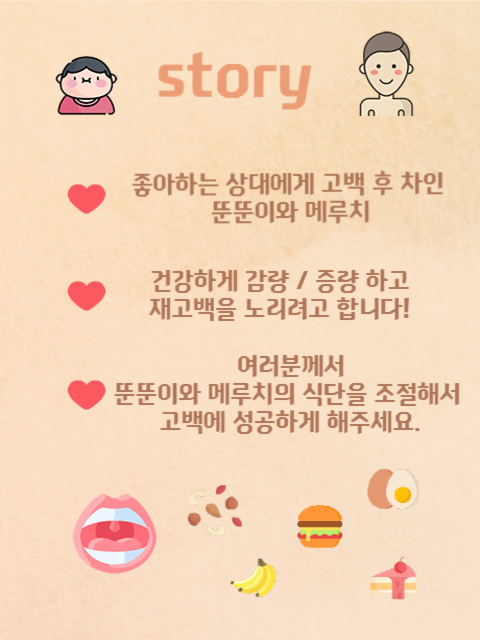 story
좋아하는 상대에게 고백 후 차인
뚠뚠이와 메루치
건강하게 감량 / 증량 하고
재고백을 노리려고 합니다!
여러분께서
뚠뚠이와 메루치의 식단을 조절해서
고백에 성공하게 해주세요.